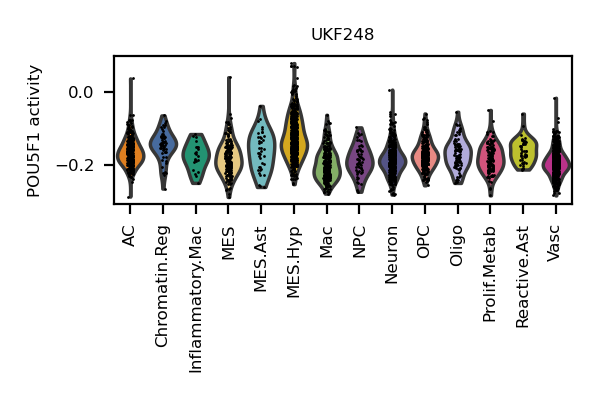 UKF248
POU5F1 activity
0.0
−0.2
AC
Chromatin.Reg
Inflammatory.Mac
MES
MES.Ast
MES.Hyp
Mac
NPC
Neuron
OPC
Oligo
Prolif.Metab
Reactive.Ast
Vasc